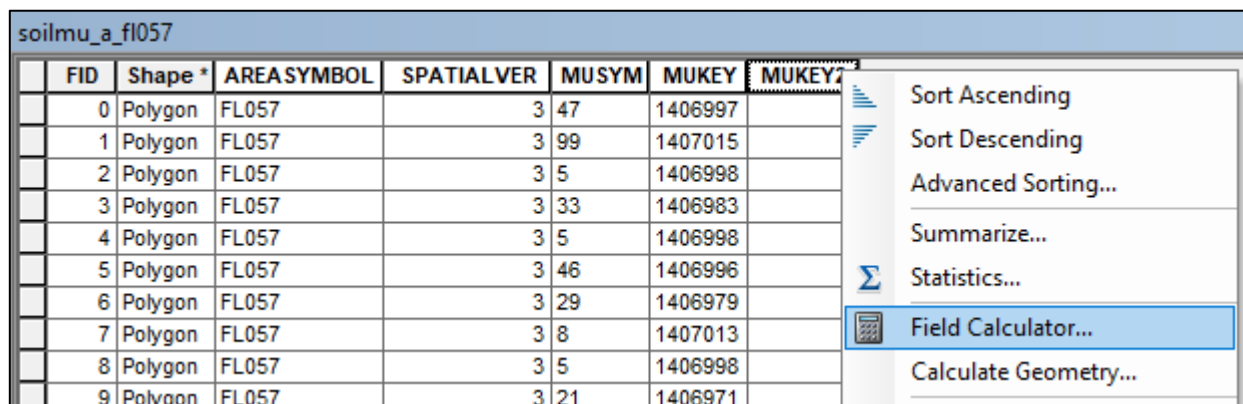 soilmu_a_fl057
FID Shape * AREASYMBOL SPATIALVER MUSYM MUKEY MUKEY2
0 Polygon FL057 3 47 1406997
1 Polygon FL057 3 99 1407015
2 Polygon FL057 3 5 1406998
3 Polygon FL057 3 33 1406983
4 Polygon FL057 3 5 1406998
5 Polygon FL057 3 46 1406996
6 Polygon FL057 3 29 1406979
7 Polygon FL057 3 8 1407013
8 Polygon FL057 3 5 1406998
9 Polygon FL057 3 21 1406971
Sort Ascending
Sort Descending
Advanced Sorting...
Summarize...
Σ Statistics...
Field Calculator...
Calculate Geometry...